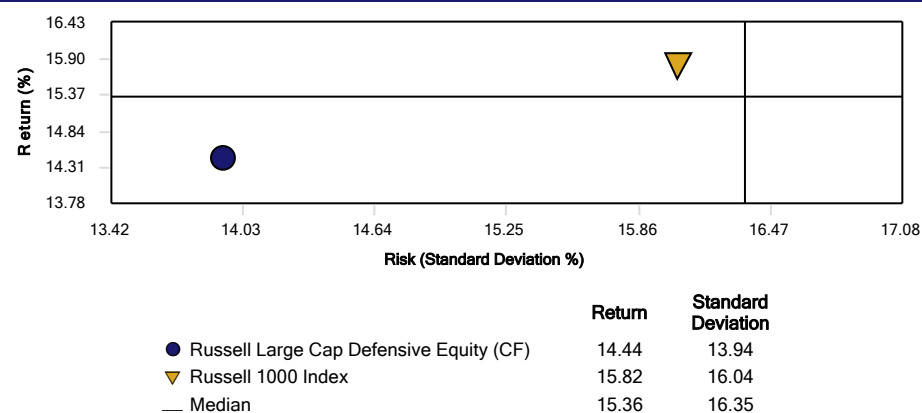 16.43
15.90
15.37
14.84
14.31
13.78
Return (%)
13.42 14.03 14.64 15.25 15.86 16.47 17.08
Risk (Standard Deviation %)
Return Standard Deviation
Russell Large Cap Defensive Equity (CF) 14.44 13.94
Russell 1000 Index 15.82 16.04
Median 15.36 16.35